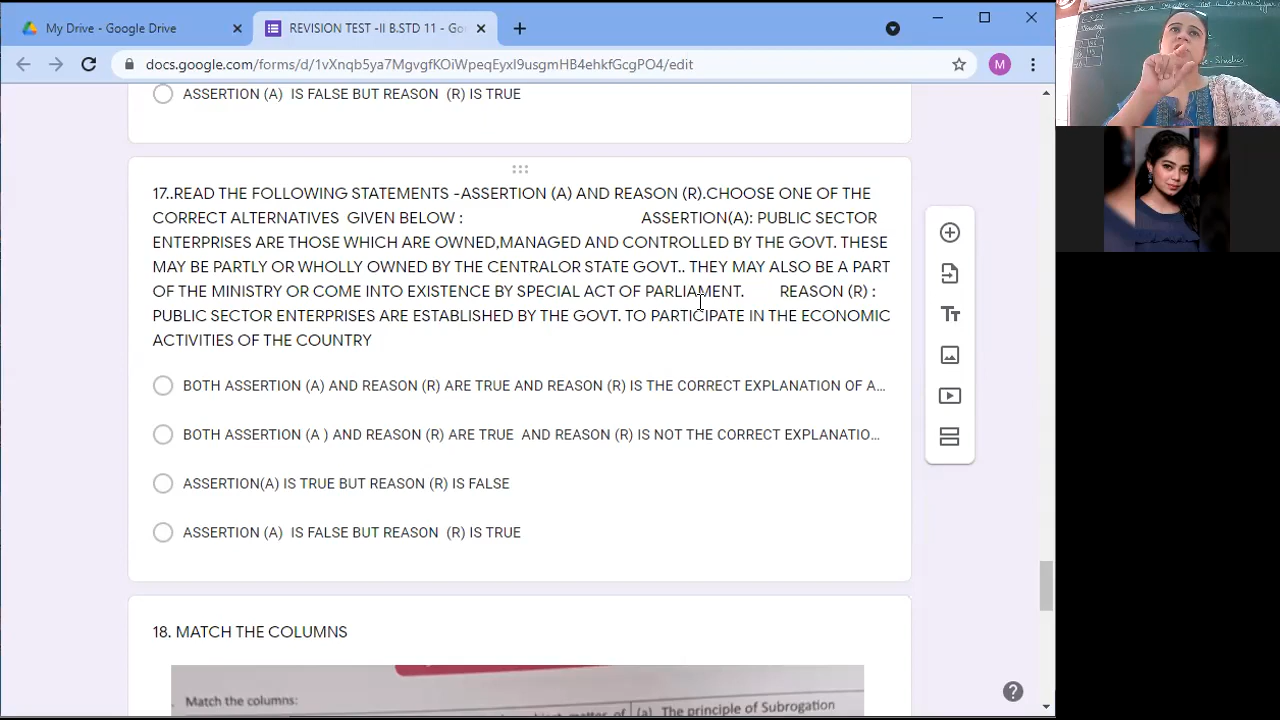 My Drive - Google Drive
REVISION TEST -II B.STD 11 - Go
docs.google.com/forms/d/1vXnqb5ya7MgvgfKOiWpeqEyxI9usgmHB4ehkfGcgPO4/edit
M
ASSERTION (A) IS FALSE BUT REASON (R) IS TRUE
17..READ THE FOLLOWING STATEMENTS -ASSERTION (A) AND REASON (R).CHOOSE ONE OF THE
CORRECT ALTERNATIVES GIVEN BELOW : ASSERTION(A): PUBLIC SECTOR
ENTERPRISES ARE THOSE WHICH ARE OWNED,MANAGED AND CONTROLLED BY THE GOVT. THESE
MAY BE PARTLY OR WHOLLY OWNED BY THE CENTRALOR STATE GOVT.. THEY MAY ALSO BE A PART
OF THE MINISTRY OR COME INTO EXISTENCE BY SPECIAL ACT OF PARLIAMENT. REASON (R) :
PUBLIC SECTOR ENTERPRISES ARE ESTABLISHED BY THE GOVT. TO PARTICIPATE IN THE ECONOMIC
ACTIVITIES OF THE COUNTRY
BOTH ASSERTION (A) AND REASON (R) ARE TRUE AND REASON (R) IS THE CORRECT EXPLANATION OF A...
BOTH ASSERTION (A ) AND REASON (R) ARE TRUE AND REASON (R) IS NOT THE CORRECT EXPLANATIO...
ASSERTION(A) IS TRUE BUT REASON (R) IS FALSE
ASSERTION (A) IS FALSE BUT REASON (R) IS TRUE
Tt
18. MATCH THE COLUMNS
Match the columns:
matter of (a) The principle of Subrogation
-Studies